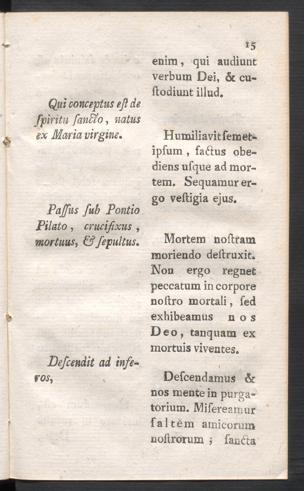 15
enim, qui audiunt
verbum Dei, & cu-
ſtodiunt illud.
Qui conceptus eſt de
ſpiritu ſancto, natus
ex Maria virgine.
Humiliavit ſemet-
ipſum, factus obe-
diens uſque ad mor-
tem. Sequamur er-
go veſtigia ejus.
Paſſus ſub Pontio
Pilato, crucifixus,
mortuus, & ſepultus.
Mortem noſtram
moriendo deſtruxit.
Non ergo regnet
peccatum in corpore
noſtro mortali, ſed
exhibeamus nos
Deo, tanquam ex
mortuis viventes.
Deſcendit ad infe-
ros,
Deſcendamus &
nos mente in purga-
torium. Miſereamur
ſaltèm amicorum
noſtrorum; ſancta